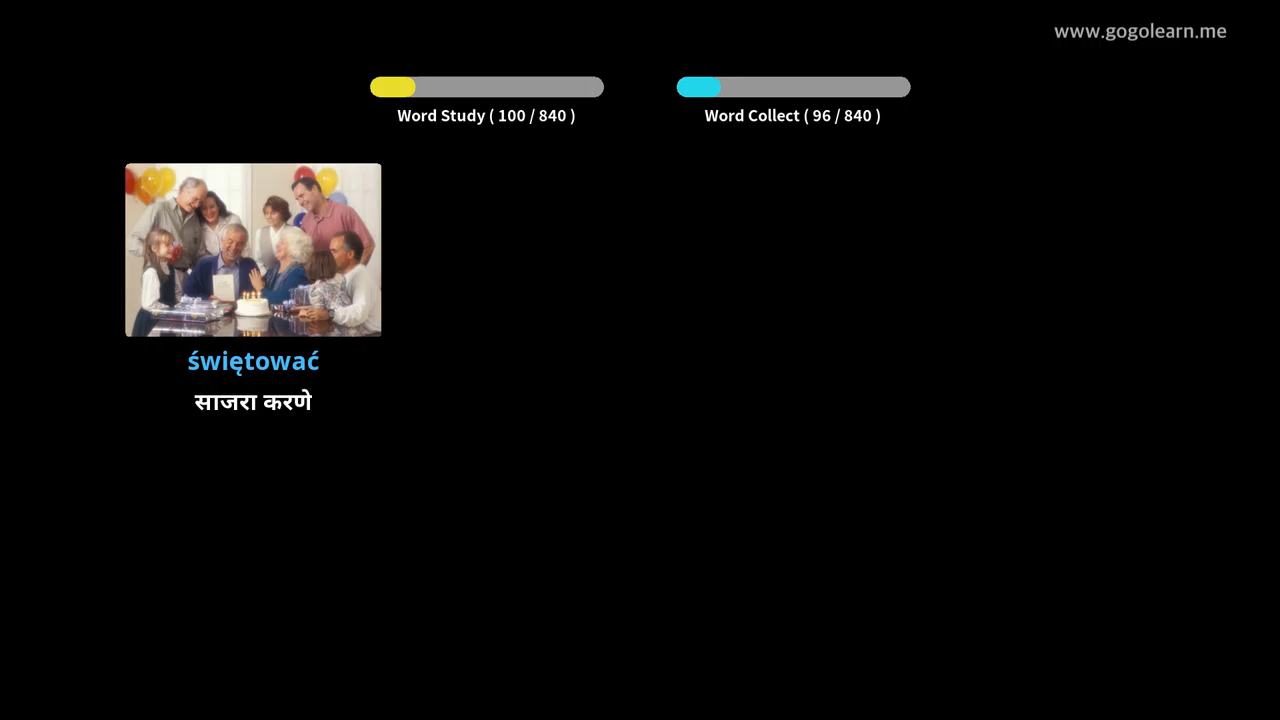 www.gogolearn.me
Word Study ( 100 / 840 )
Word Collect ( 96 / 840 )
świętować
साजरा करणे